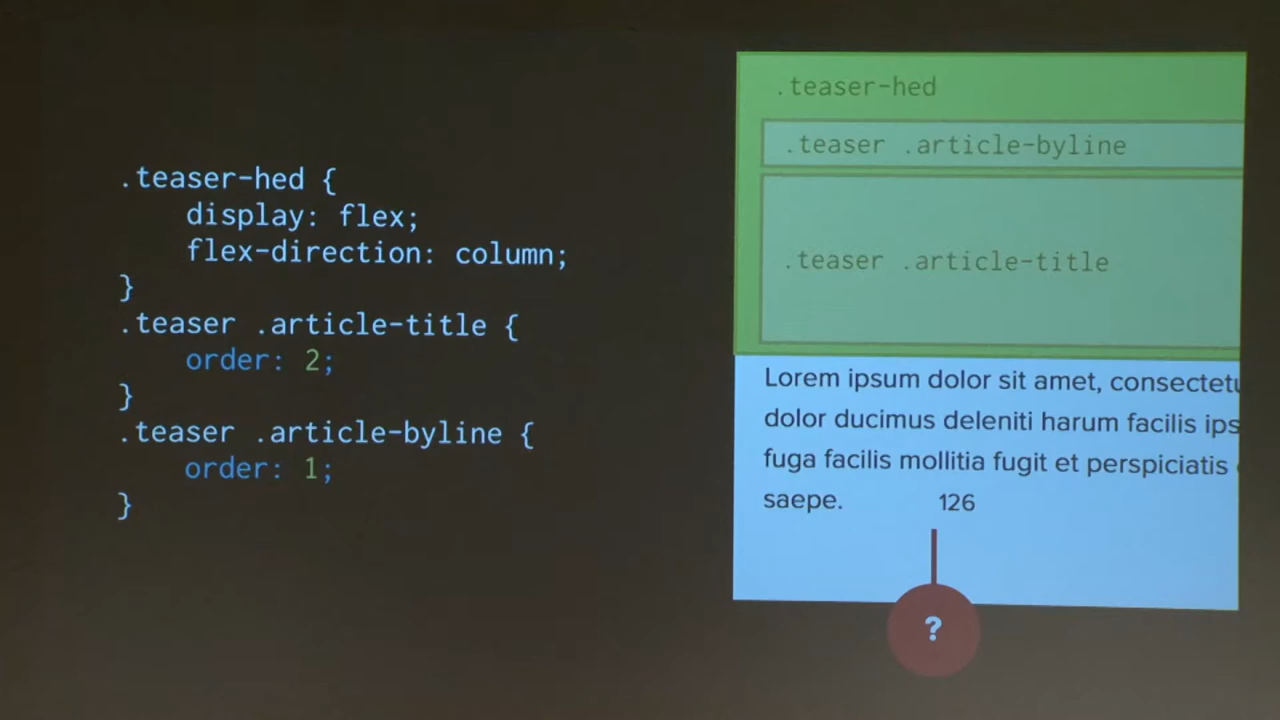 .teaser-hed {
display: flex;
flex-direction: column;
}
.teaser .article-title {
order: 2;
}
.teaser .article-byline {
order: 1;
}
.teaser-hed
.teaser .article-byline
.teaser .article-title
Lorem ipsum dolor sit amet, consectetu
dolor ducimus deleniti harum facilis ips
fuga facilis mollitia fugit et perspiciatis
saepe. 126
?